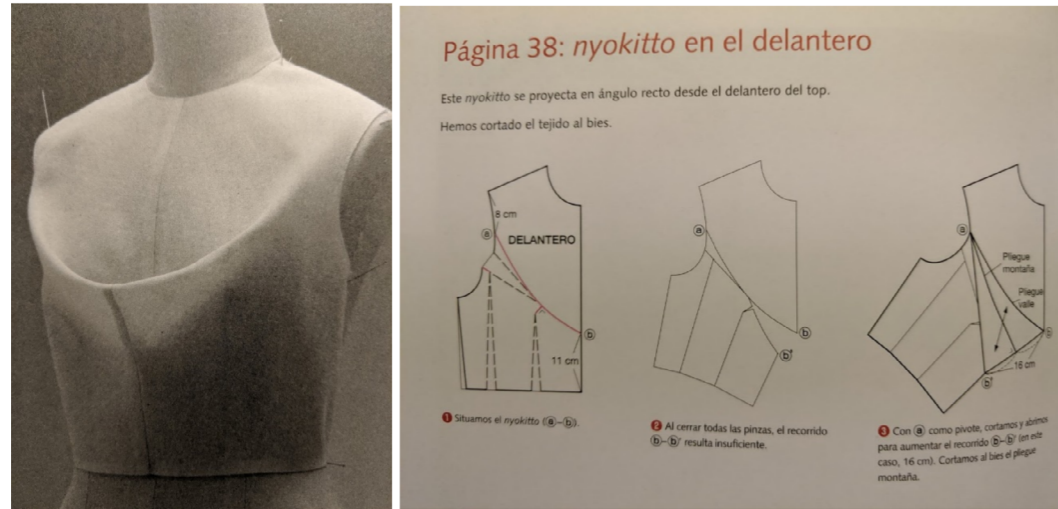 Página 38: nyokitto en el delantero
Este nyokitto se proyecta en ángulo recto desde el delantero del top.
Hemos cortado el tejido al bies.
8 cm
ⓐ
DELANTERO
ⓑ
11 cm
❶ Situamos el nyokitto (ⓐ–ⓑ).
ⓐ
ⓑ
ⓑ'
❷ Al cerrar todas las pinzas, el recorrido
ⓑ–ⓑ' resulta insuficiente.
ⓐ
Pliegue
montaña
Pliegue
valle
ⓑ
16 cm
ⓑ'
❸ Con ⓐ como pivote, cortamos y abrimos
para aumentar el recorrido ⓑ–ⓑ' (en este
caso, 16 cm). Cortamos al bies el pliegue
montaña.